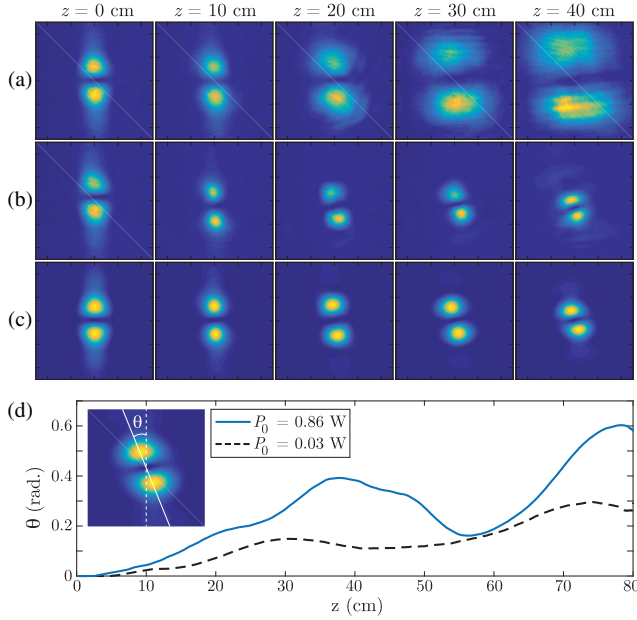 z = 0 cm z = 10 cm z = 20 cm z = 30 cm z = 40 cm
(a)
(b)
(c)
(d)
θ
P0 = 0.86 W
P0 = 0.03 W
0.6
0.4
0.2
0
θ (rad.)
0 10 20 30 40 50 60 70 80
z (cm)